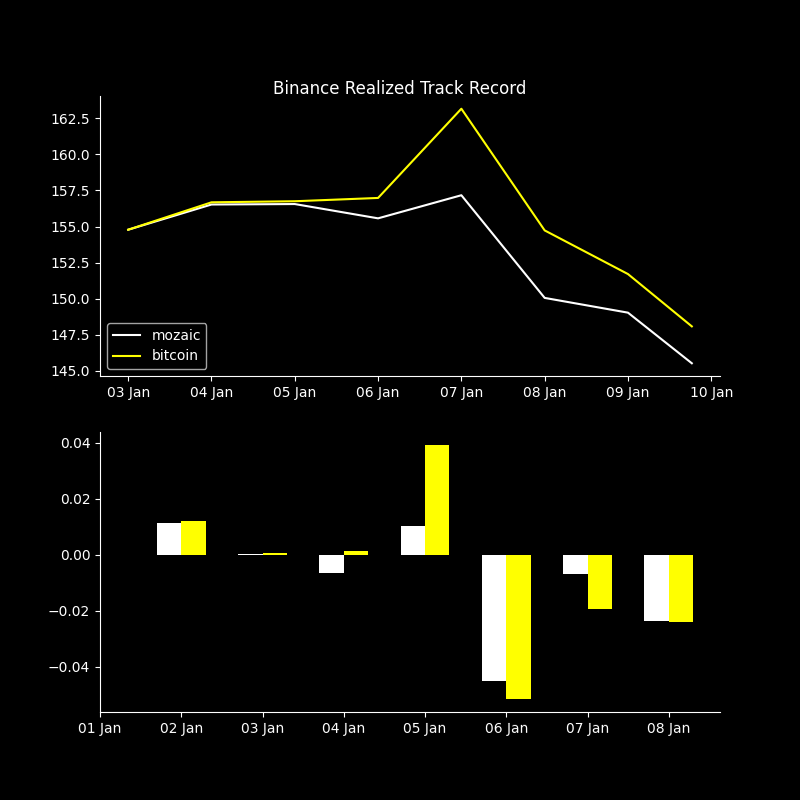 Binance Realized Track Record
162.5
160.0
157.5
155.0
152.5
150.0
147.5
145.0
mozaic
bitcoin
03 Jan 04 Jan 05 Jan 06 Jan 07 Jan 08 Jan 09 Jan 10 Jan
0.04
0.02
0.00
−0.02
−0.04
01 Jan 02 Jan 03 Jan 04 Jan 05 Jan 06 Jan 07 Jan 08 Jan